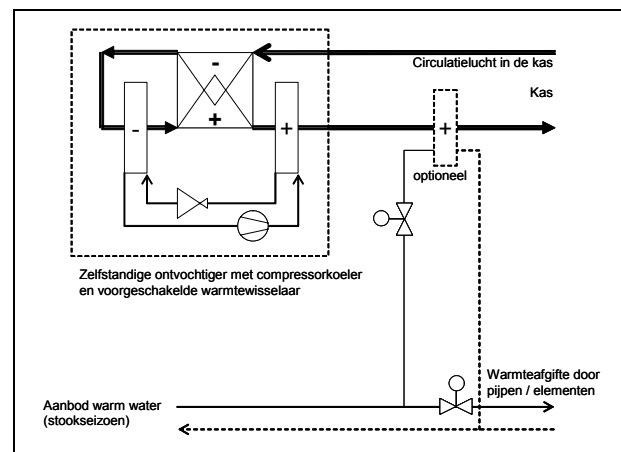 Circulatielucht in de kas
Kas
-
+
-
+
+
optioneel
Zelfstandige ontvochtiger met compressorkoeler
en voorgeschakelde warmtewisselaar
Warmteafgifte door
pijpen / elementen
Aanbod warm water
(stookseizoen)